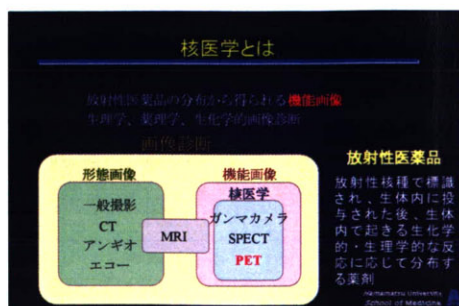 核医学とは
放射性医薬品の分布から得られる機能画像
生理学、薬理学、生化学的画像診断
画像診断
形態画像
一般撮影
CT
アンギオ
エコー
MRI
機能画像
核医学
ガンマカメラ
SPECT
PET
放射性医薬品
放射性核種で標識
され、生体内に投
与された後、生体
内で起きる生化学
的・生理学的な反
応に応じて分布す
る薬剤
Hamamatsu University
School of Medicine